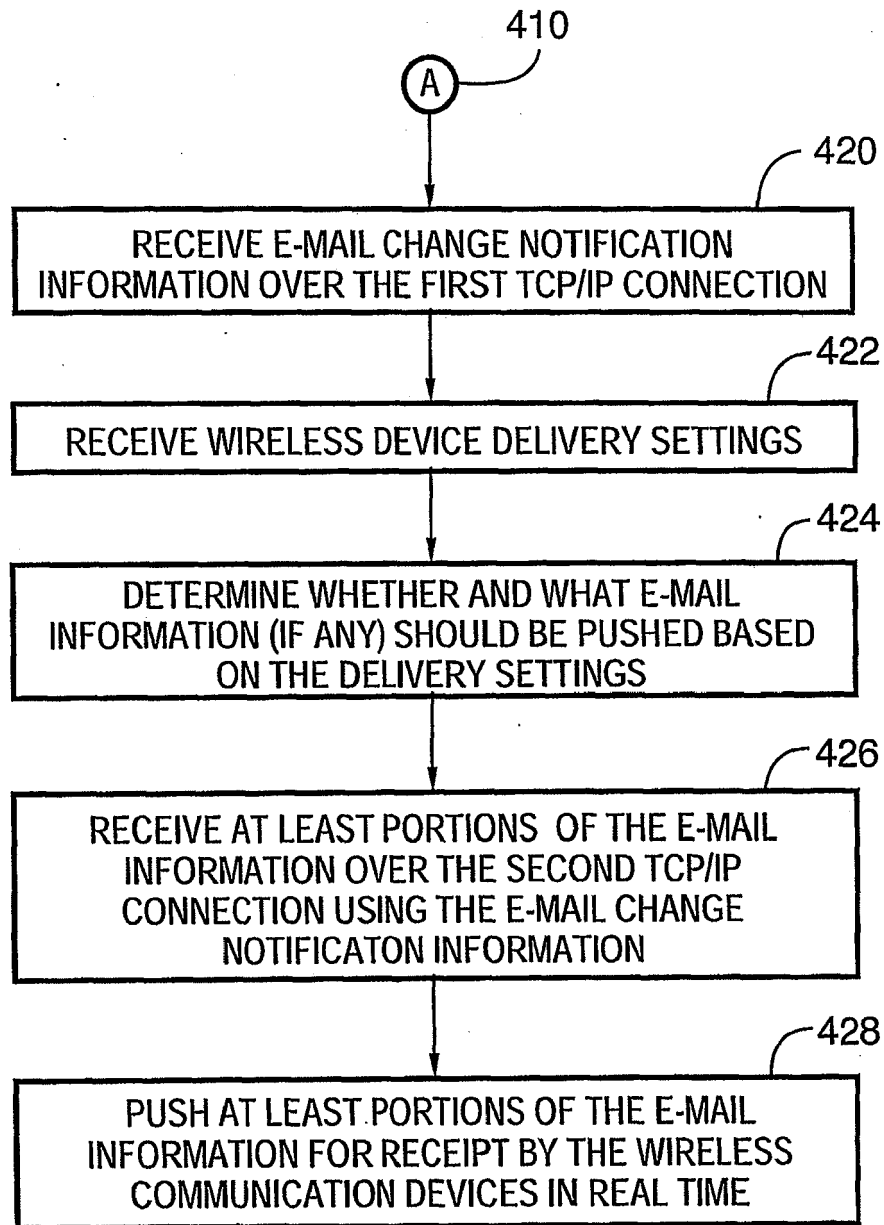 410
A
420
RECEIVE E-MAIL CHANGE NOTIFICATION
INFORMATION OVER THE FIRST TCP/IP CONNECTION
422
RECEIVE WIRELESS DEVICE DELIVERY SETTINGS
424
DETERMINE WHETHER AND WHAT E-MAIL
INFORMATION (IF ANY) SHOULD BE PUSHED BASED
ON THE DELIVERY SETTINGS
426
RECEIVE AT LEAST PORTIONS OF THE E-MAIL
INFORMATION OVER THE SECOND TCP/IP
CONNECTION USING THE E-MAIL CHANGE
NOTIFICATON INFORMATION
428
PUSH AT LEAST PORTIONS OF THE E-MAIL
INFORMATION FOR RECEIPT BY THE WIRELESS
COMMUNICATION DEVICES IN REAL TIME